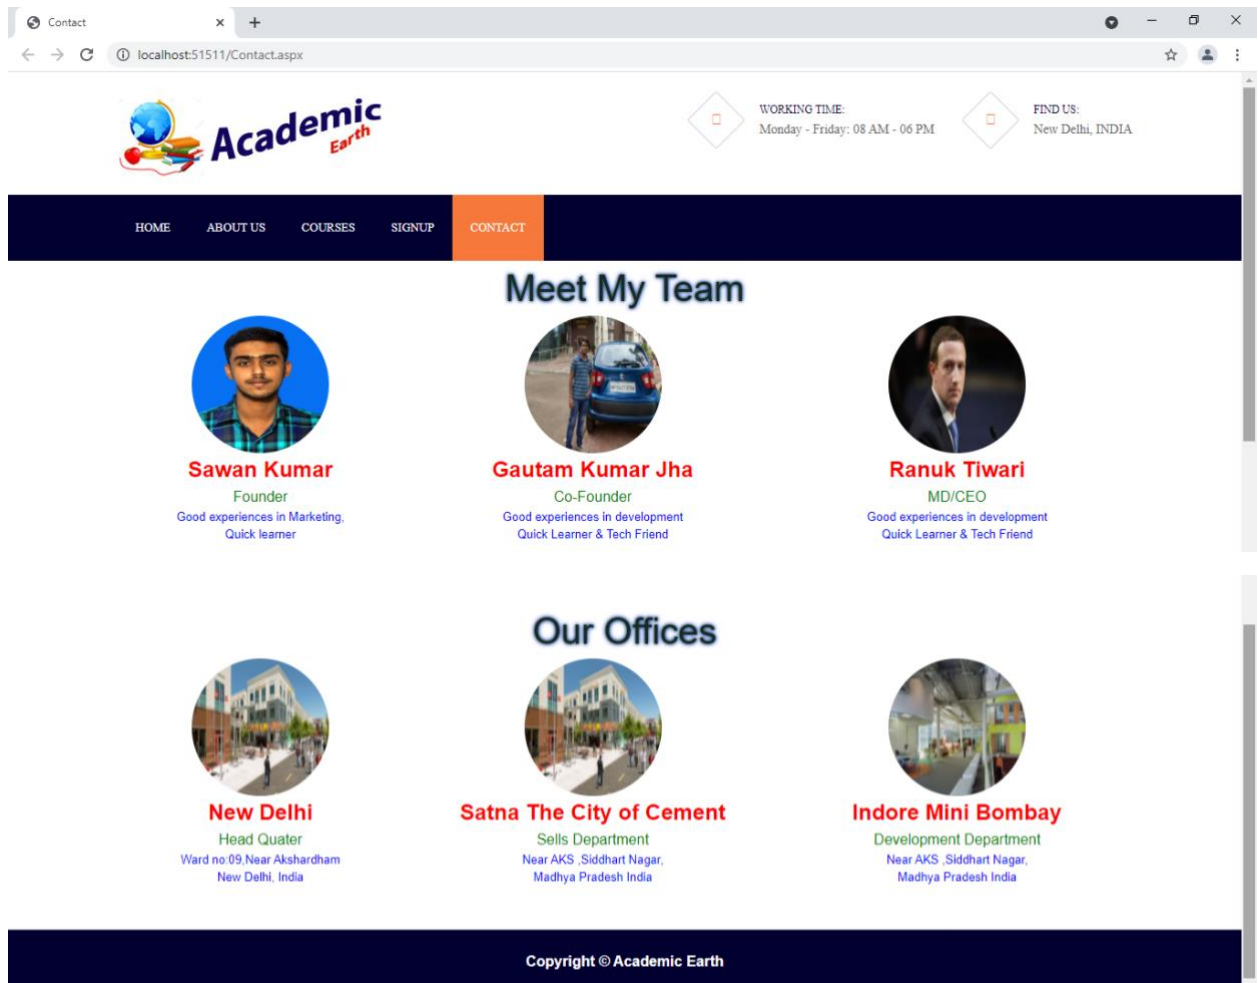 Contact
localhost:51511/Contact.aspx
Academic
Earth
WORKING TIME:
Monday - Friday: 08 AM - 06 PM
FIND US:
New Delhi, INDIA
HOME ABOUT US COURSES SIGNUP CONTACT
Meet My Team
Sawan Kumar
Founder
Good experiences in Marketing,
Quick learner
Gautam Kumar Jha
Co-Founder
Good experiences in development
Quick Learner & Tech Friend
Ranuk Tiwari
MD/CEO
Good experiences in development
Quick Learner & Tech Friend
Our Offices
New Delhi
Head Quater
Ward no:09,Near Akshardham
New Delhi, India
Satna The City of Cement
Sells Department
Near AKS ,Siddhart Nagar,
Madhya Pradesh India
Indore Mini Bombay
Development Department
Near AKS ,Siddhart Nagar,
Madhya Pradesh India
Copyright © Academic Earth